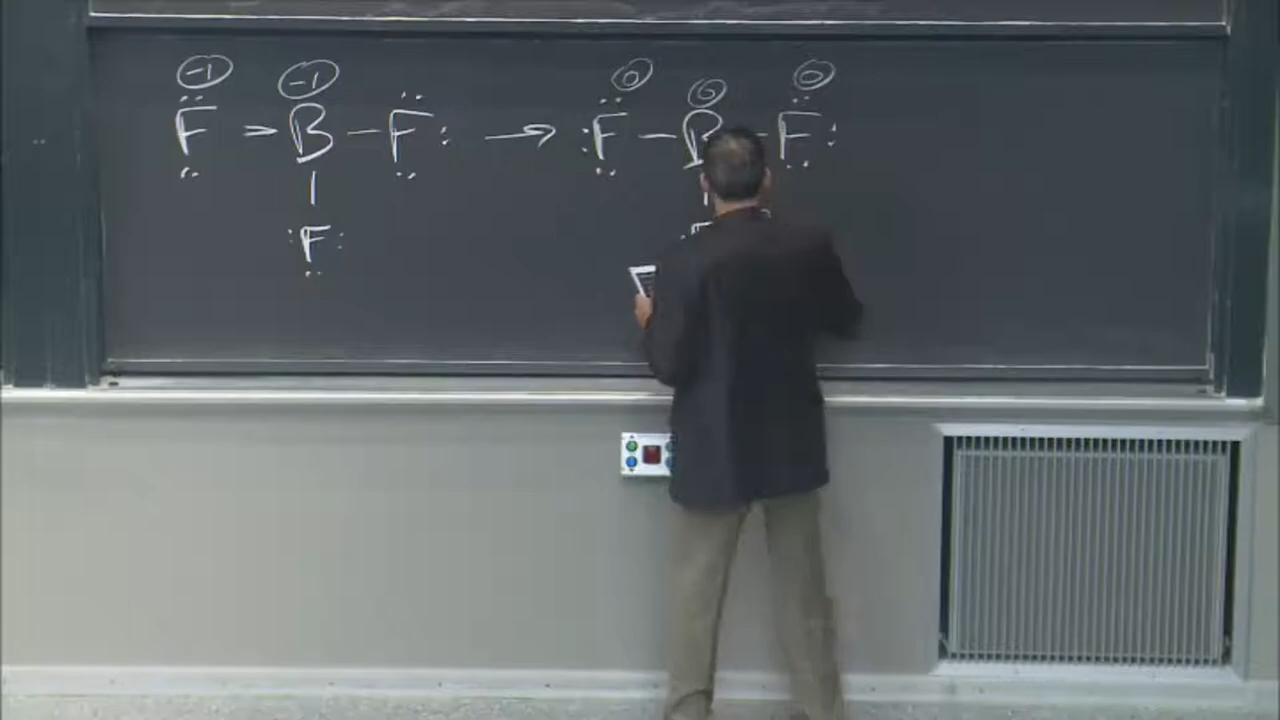 -1 -1 0 0 0
:F̤̈ = B – F̤̈: → :F̤̈ – B – F̤̈:
| |
:F̤: :F